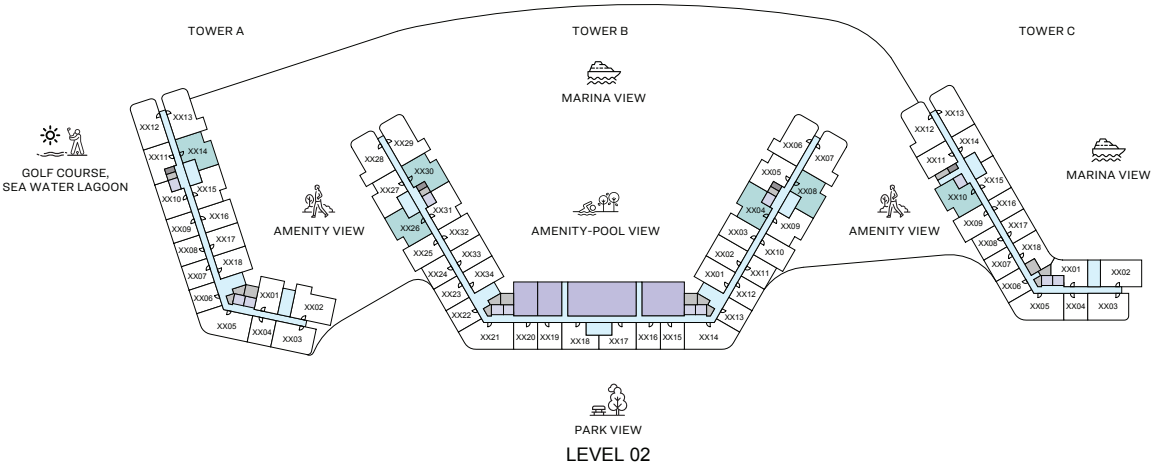 TOWER A
TOWER B
TOWER C
MARINA VIEW
GOLF COURSE,
SEA WATER LAGOON
AMENITY VIEW
AMENITY-POOL VIEW
AMENITY VIEW
MARINA VIEW
XX12
XX13
XX11
XX14
XX10
XX15
XX09
XX16
XX08
XX17
XX07
XX18
XX06
XX01
XX02
XX05
XX04
XX03
XX29
XX28
XX30
XX27
XX31
XX26
XX32
XX25
XX33
XX24
XX34
XX23
XX22
XX21
XX20
XX19
XX18
XX17
XX16
XX15
XX14
XX06
XX07
XX05
XX08
XX04
XX09
XX03
XX10
XX02
XX11
XX01
XX12
XX13
XX13
XX12
XX14
XX11
XX15
XX10
XX16
XX09
XX17
XX08
XX18
XX07
XX01
XX02
XX06
XX05
XX04
XX03
PARK VIEW
LEVEL 02